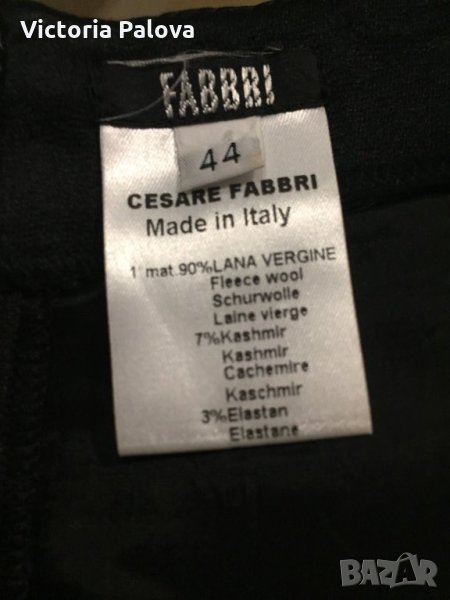 Victoria Palova
FABBRI
44
CESARE FABBRI
Made in Italy
1° mat.90%LANA VERGINE
Fleece wool
Schurwolle
Laine vierge
7%Kashmir
Kashmir
Cachemire
Kaschmir
3%Elastan
Elastane
BAZAR